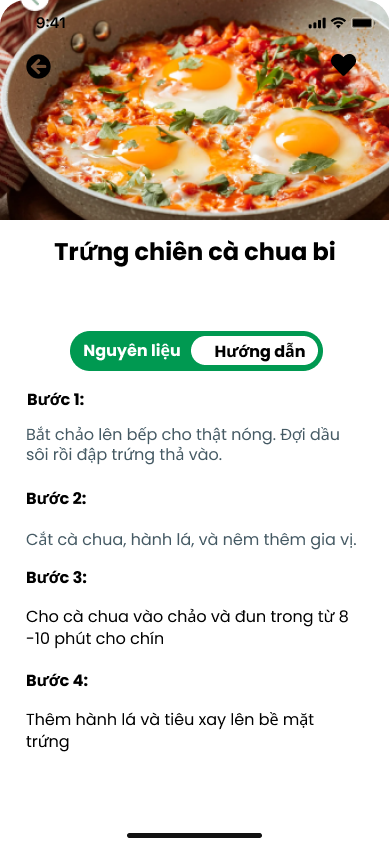 9:41
Trứng chiên cà chua bi
Nguyên liệu
Hướng dẫn
Bước 1:
Bắt chảo lên bếp cho thật nóng. Đợi dầu
sôi rồi đập trứng thả vào.
Bước 2:
Cắt cà chua, hành lá, và nêm thêm gia vị.
Bước 3:
Cho cà chua vào chảo và đun trong từ 8
-10 phút cho chín
Bước 4:
Thêm hành lá và tiêu xay lên bề mặt
trứng